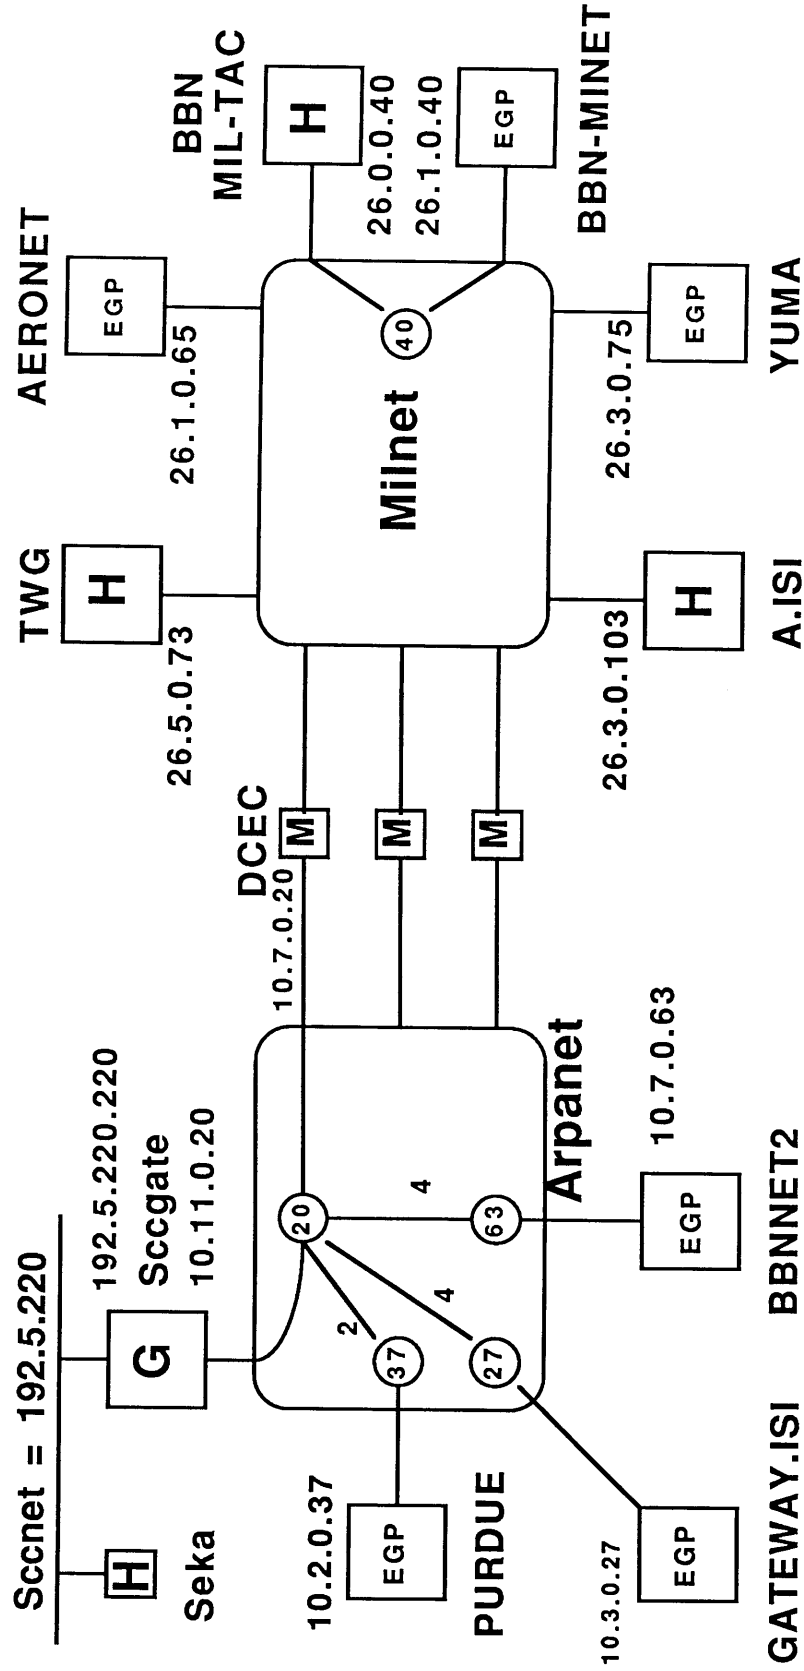 Sccnet = 192.5.220
H
Seka
G
192.5.220.220
Sccgate
10.11.0.20
10.2.0.37
EGP
PURDUE
10.3.0.27
EGP
GATEWAY.ISI
20
2
37
4
27
4
63
Arpanet
10.7.0.63
EGP
BBNNET2
DCEC
10.7.0.20
M
M
M
TWG
H
26.5.0.73
AERONET
EGP
26.1.0.65
Milnet
40
BBN
MIL-TAC
H
26.0.0.40
26.1.0.40
EGP
BBN-MINET
26.3.0.103
H
A.ISI
26.3.0.75
EGP
YUMA